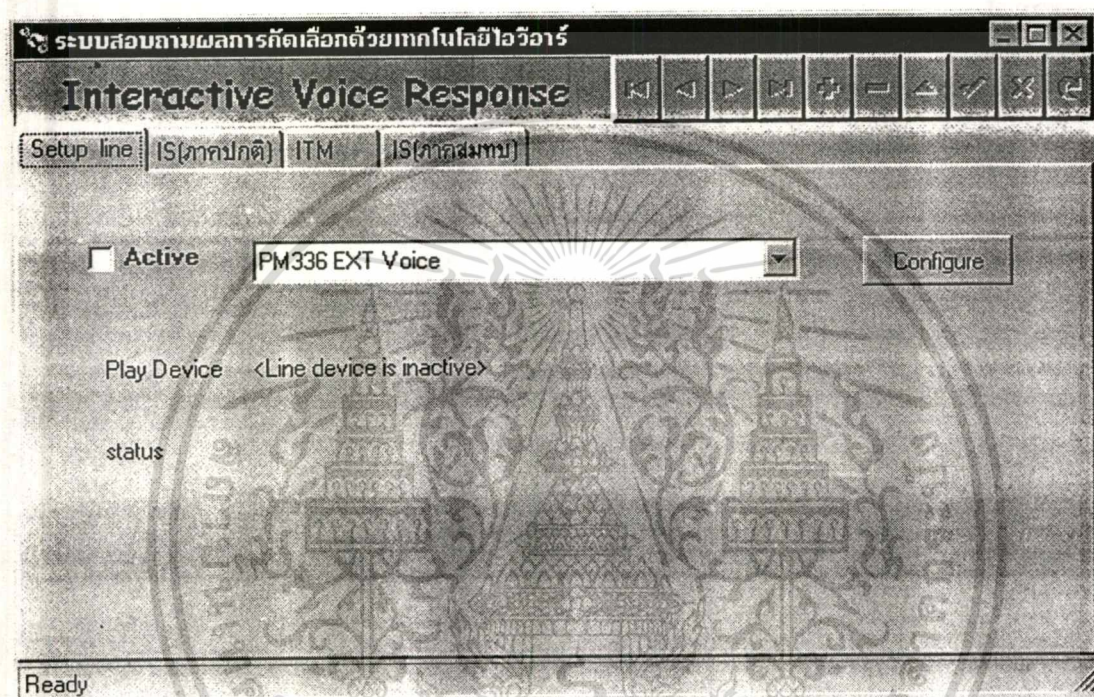 ระบบสอบถามผลการคัดเลือกด้วยเทคโนโลยีไอวีอาร์
Interactive Voice Response
Setup line IS(ภาคปกติ) ITM IS(ภาคสมทบ)
Active PM336 EXT Voice Configure
Play Device <Line device is inactive>
status
Ready